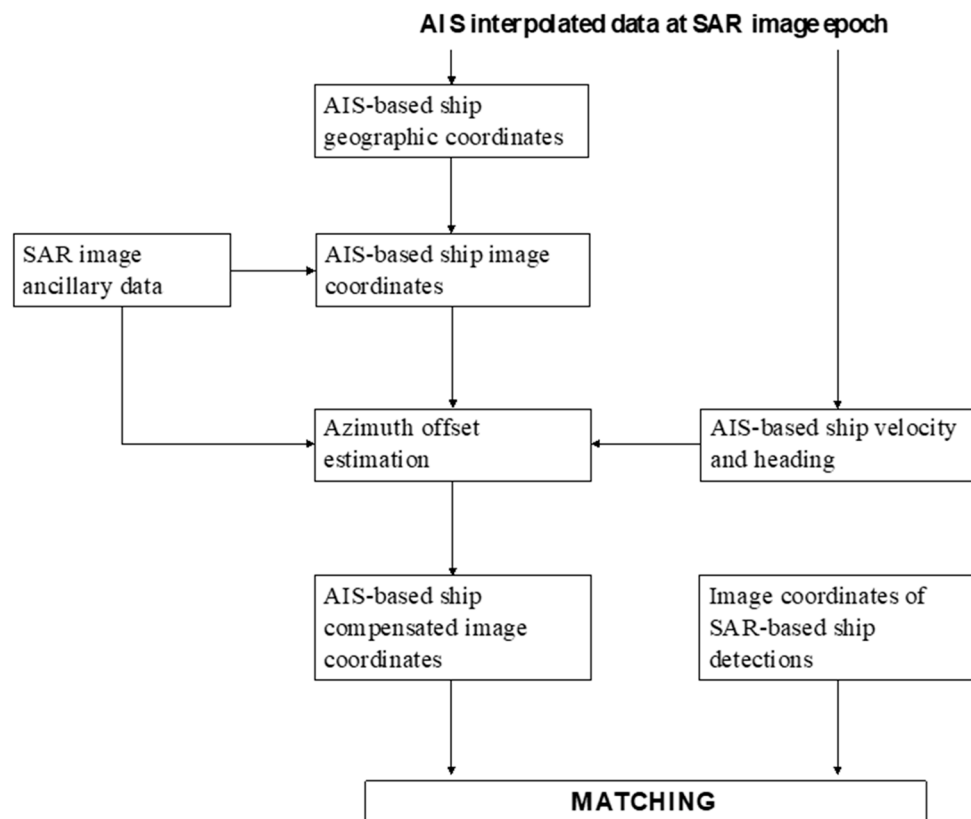 AIS interpolated data at SAR image epoch
AIS-based ship
geographic coordinates
SAR image
ancillary data
AIS-based ship image
coordinates
Azimuth offset
estimation
AIS-based ship velocity
and heading
AIS-based ship
compensated image
coordinates
Image coordinates of
SAR-based ship
detections
MATCHING